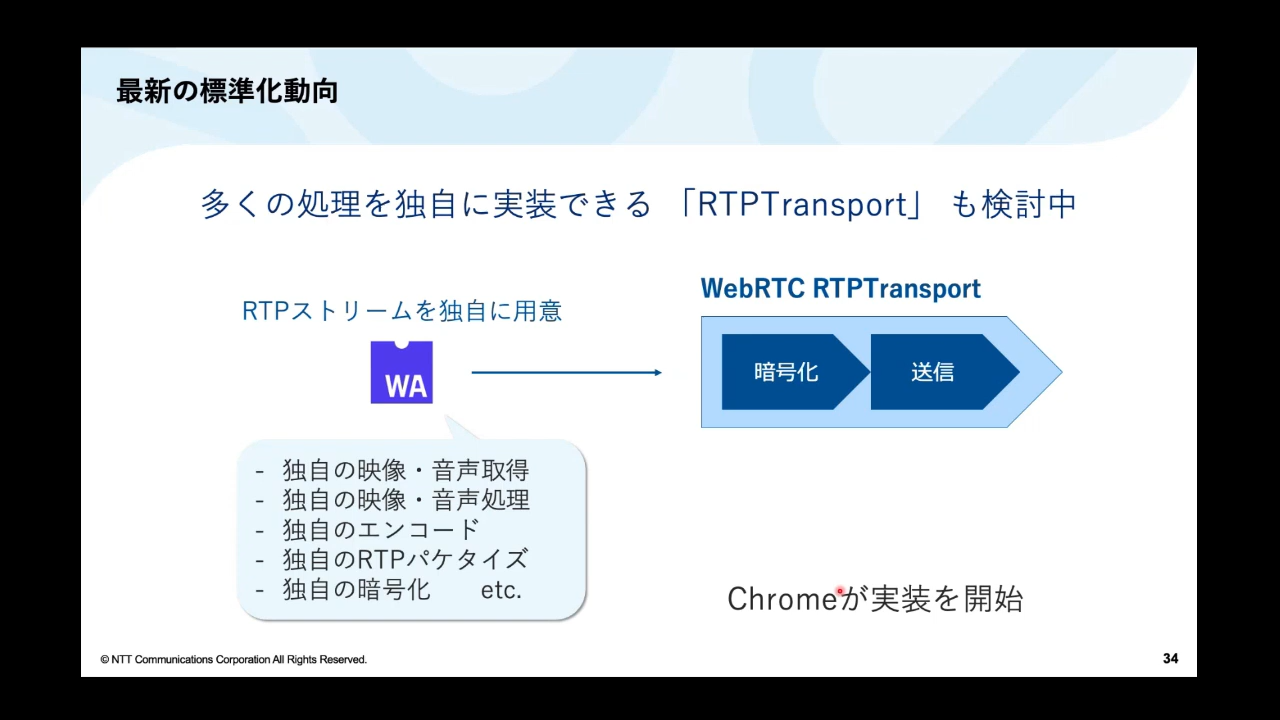 最新の標準化動向
多くの処理を独自に実装できる 「RTPTransport」 も検討中
RTPストリームを独自に用意
WA
WebRTC RTPTransport
暗号化
送信
- 独自の映像・音声取得
- 独自の映像・音声処理
- 独自のエンコード
- 独自のRTPパケタイズ
- 独自の暗号化 etc.
Chromeが実装を開始
© NTT Communications Corporation All Rights Reserved.
34